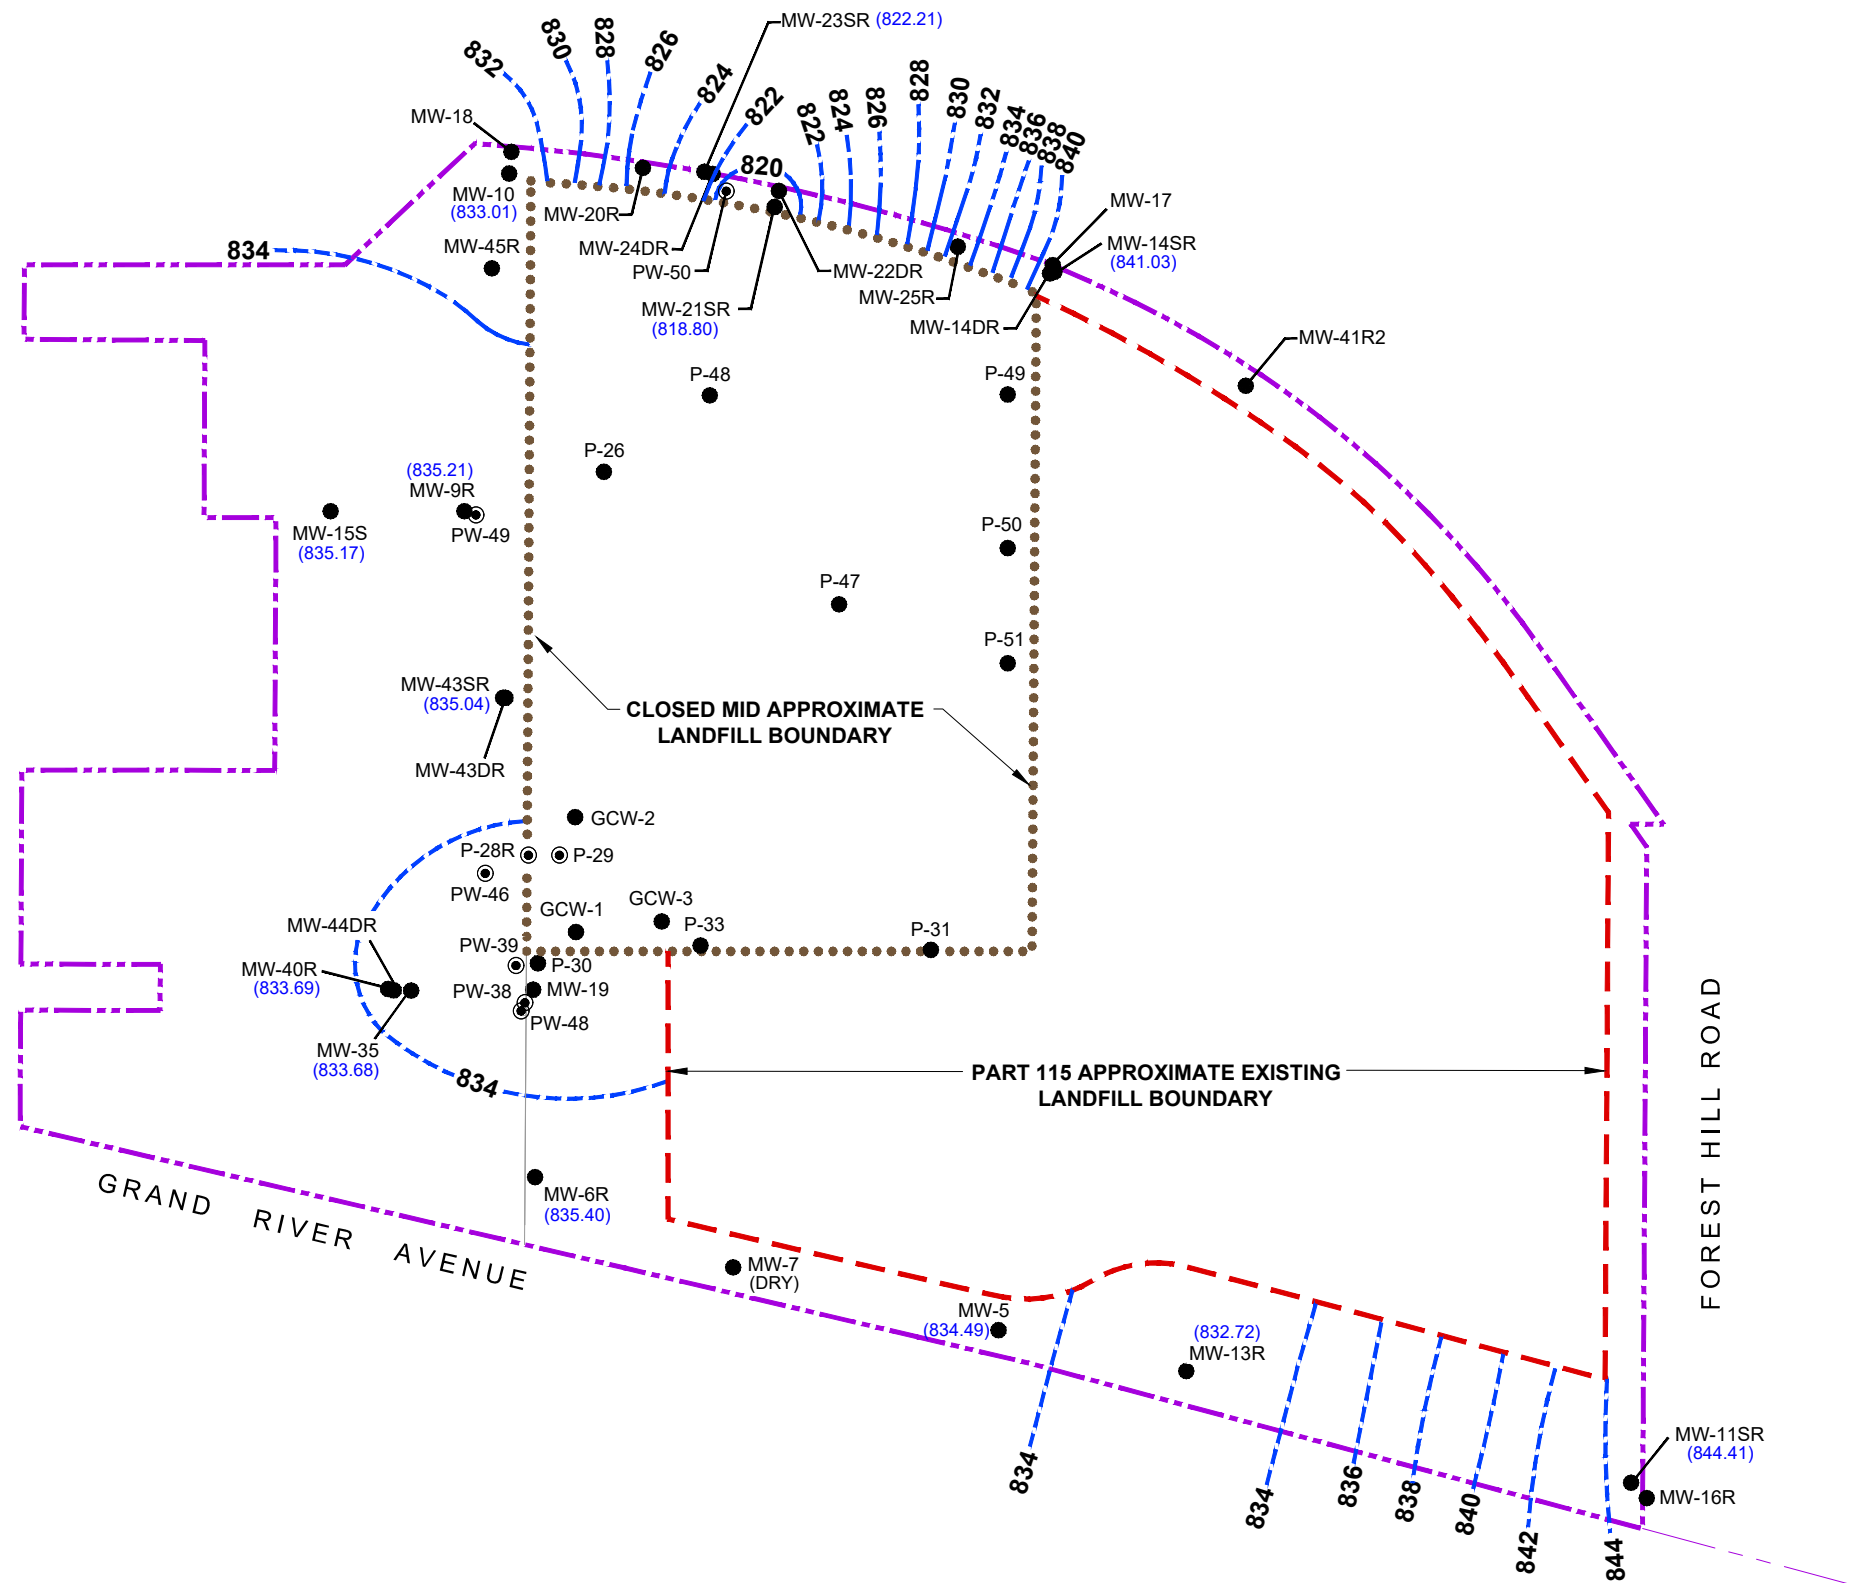 MW-23SR (822.21)
832
830
828
826
824
822
820
822
824
826
828
830
832
834
836
838
840
MW-18
MW-10
(833.01)
MW-45R
834
MW-20R
MW-24DR
PW-50
MW-21SR
(818.80)
MW-22DR
MW-25R
MW-14DR
MW-17
MW-14SR
(841.03)
MW-41R2
P-48
P-49
P-26
(835.21)
MW-9R
PW-49
MW-15S
(835.17)
P-50
P-47
P-51
MW-43SR
(835.04)
MW-43DR
CLOSED MID APPROXIMATE
LANDFILL BOUNDARY
GCW-2
P-28R
P-29
PW-46
GCW-1
GCW-3
P-33
P-31
MW-44DR
MW-40R
(833.69)
PW-39
P-30
PW-38
MW-19
PW-48
MW-35
(833.68)
834
PART 115 APPROXIMATE EXISTING
LANDFILL BOUNDARY
FOREST HILL ROAD
GRAND RIVER AVENUE
MW-6R
(835.40)
MW-7
(DRY)
MW-5
(834.49)
(832.72)
MW-13R
834
834
836
838
840
842
844
MW-11SR
(844.41)
MW-16R